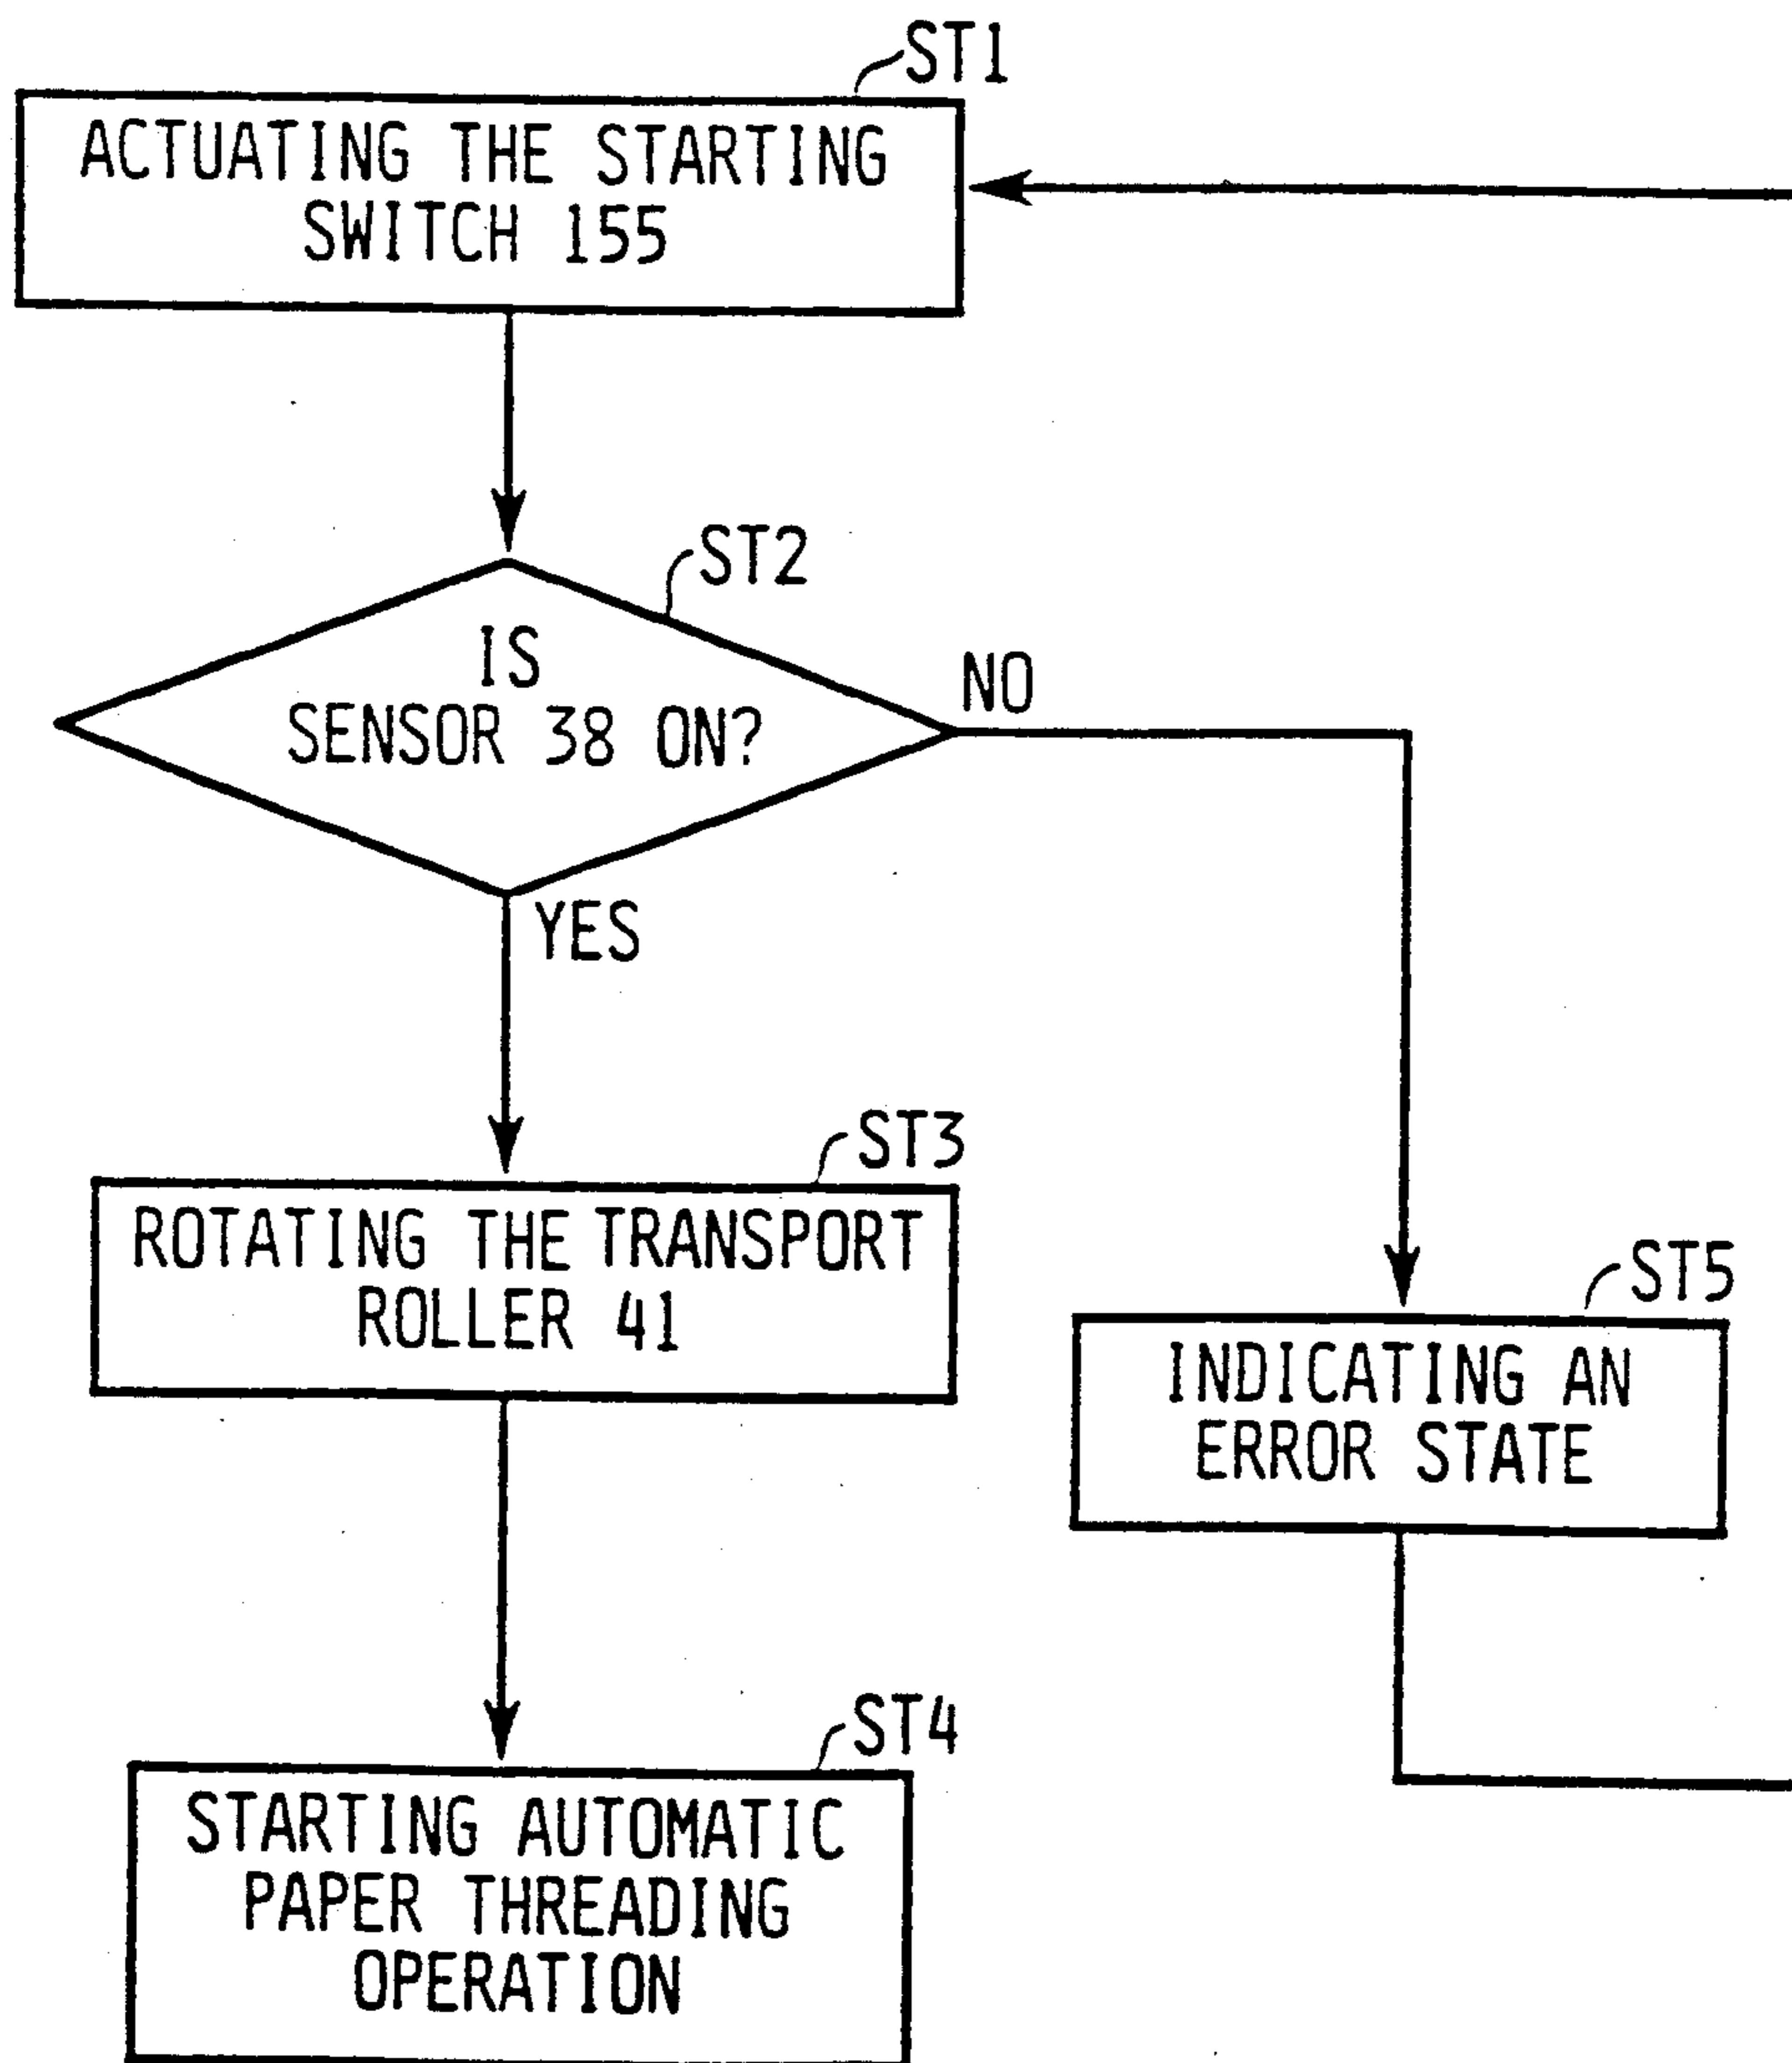 ST1
ACTUATING THE STARTING
SWITCH 155
ST2
IS
SENSOR 38 ON?
NO
YES
ST3
ROTATING THE TRANSPORT
ROLLER 41
ST5
INDICATING AN
ERROR STATE
ST4
STARTING AUTOMATIC
PAPER THREADING
OPERATION